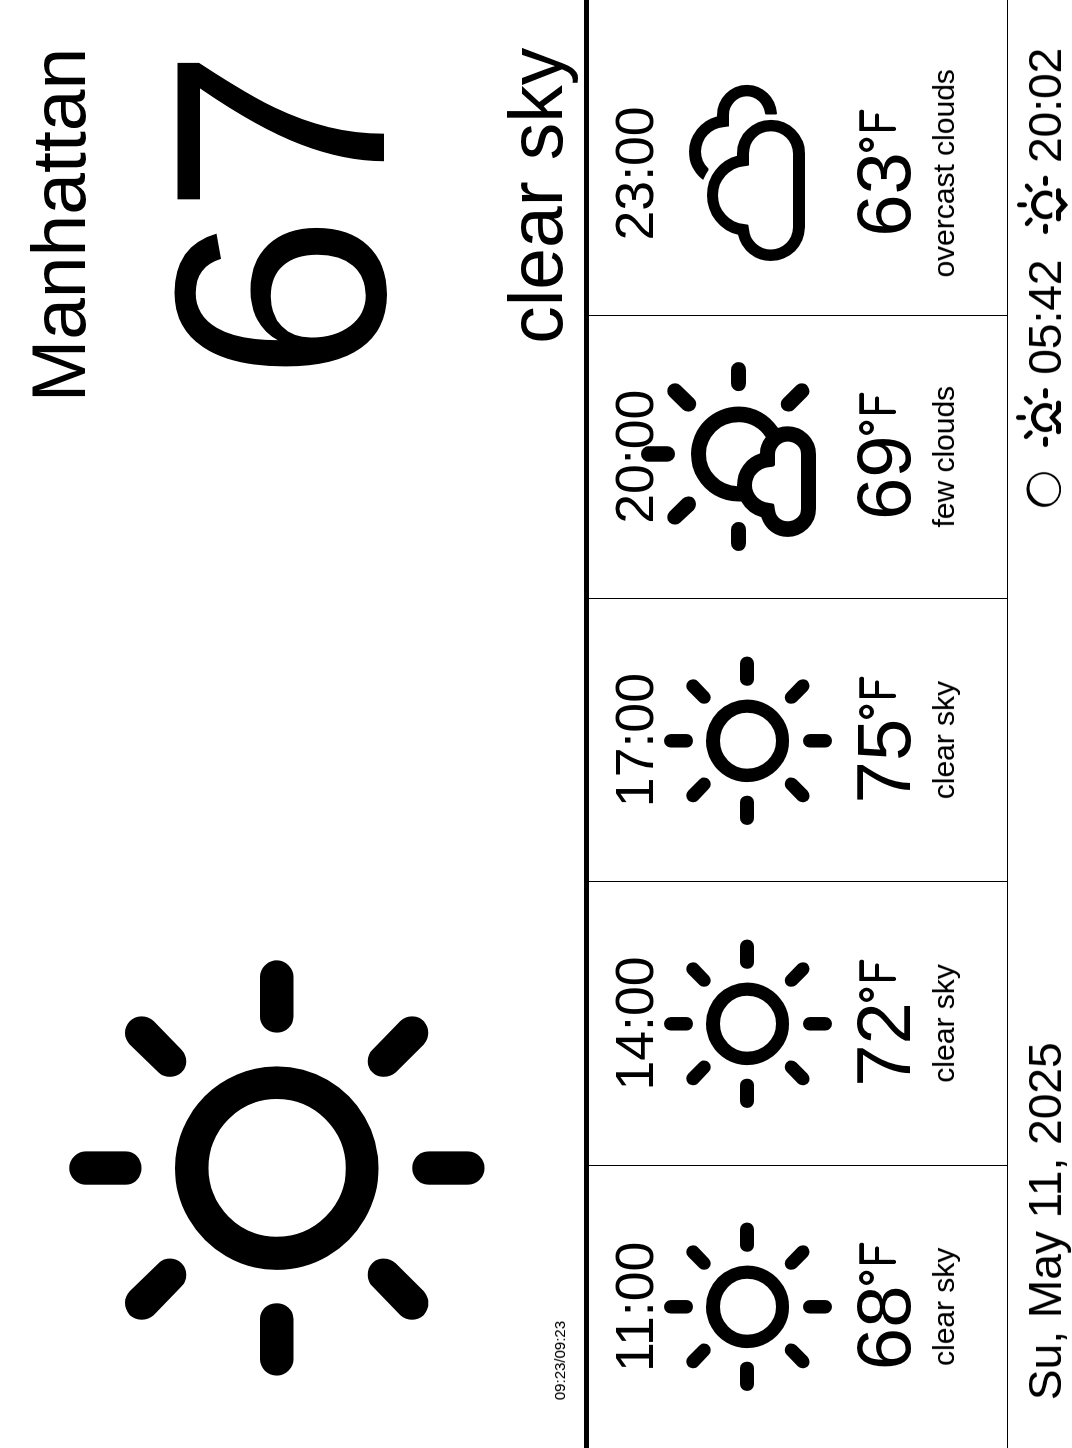 Manhattan
67
09:23/09:23
clear sky
11:00
68°F
clear sky
14:00
72°F
clear sky
17:00
75°F
clear sky
20:00
69°F
few clouds
23:00
63°F
overcast clouds
Su, May 11, 2025
05:42
20:02